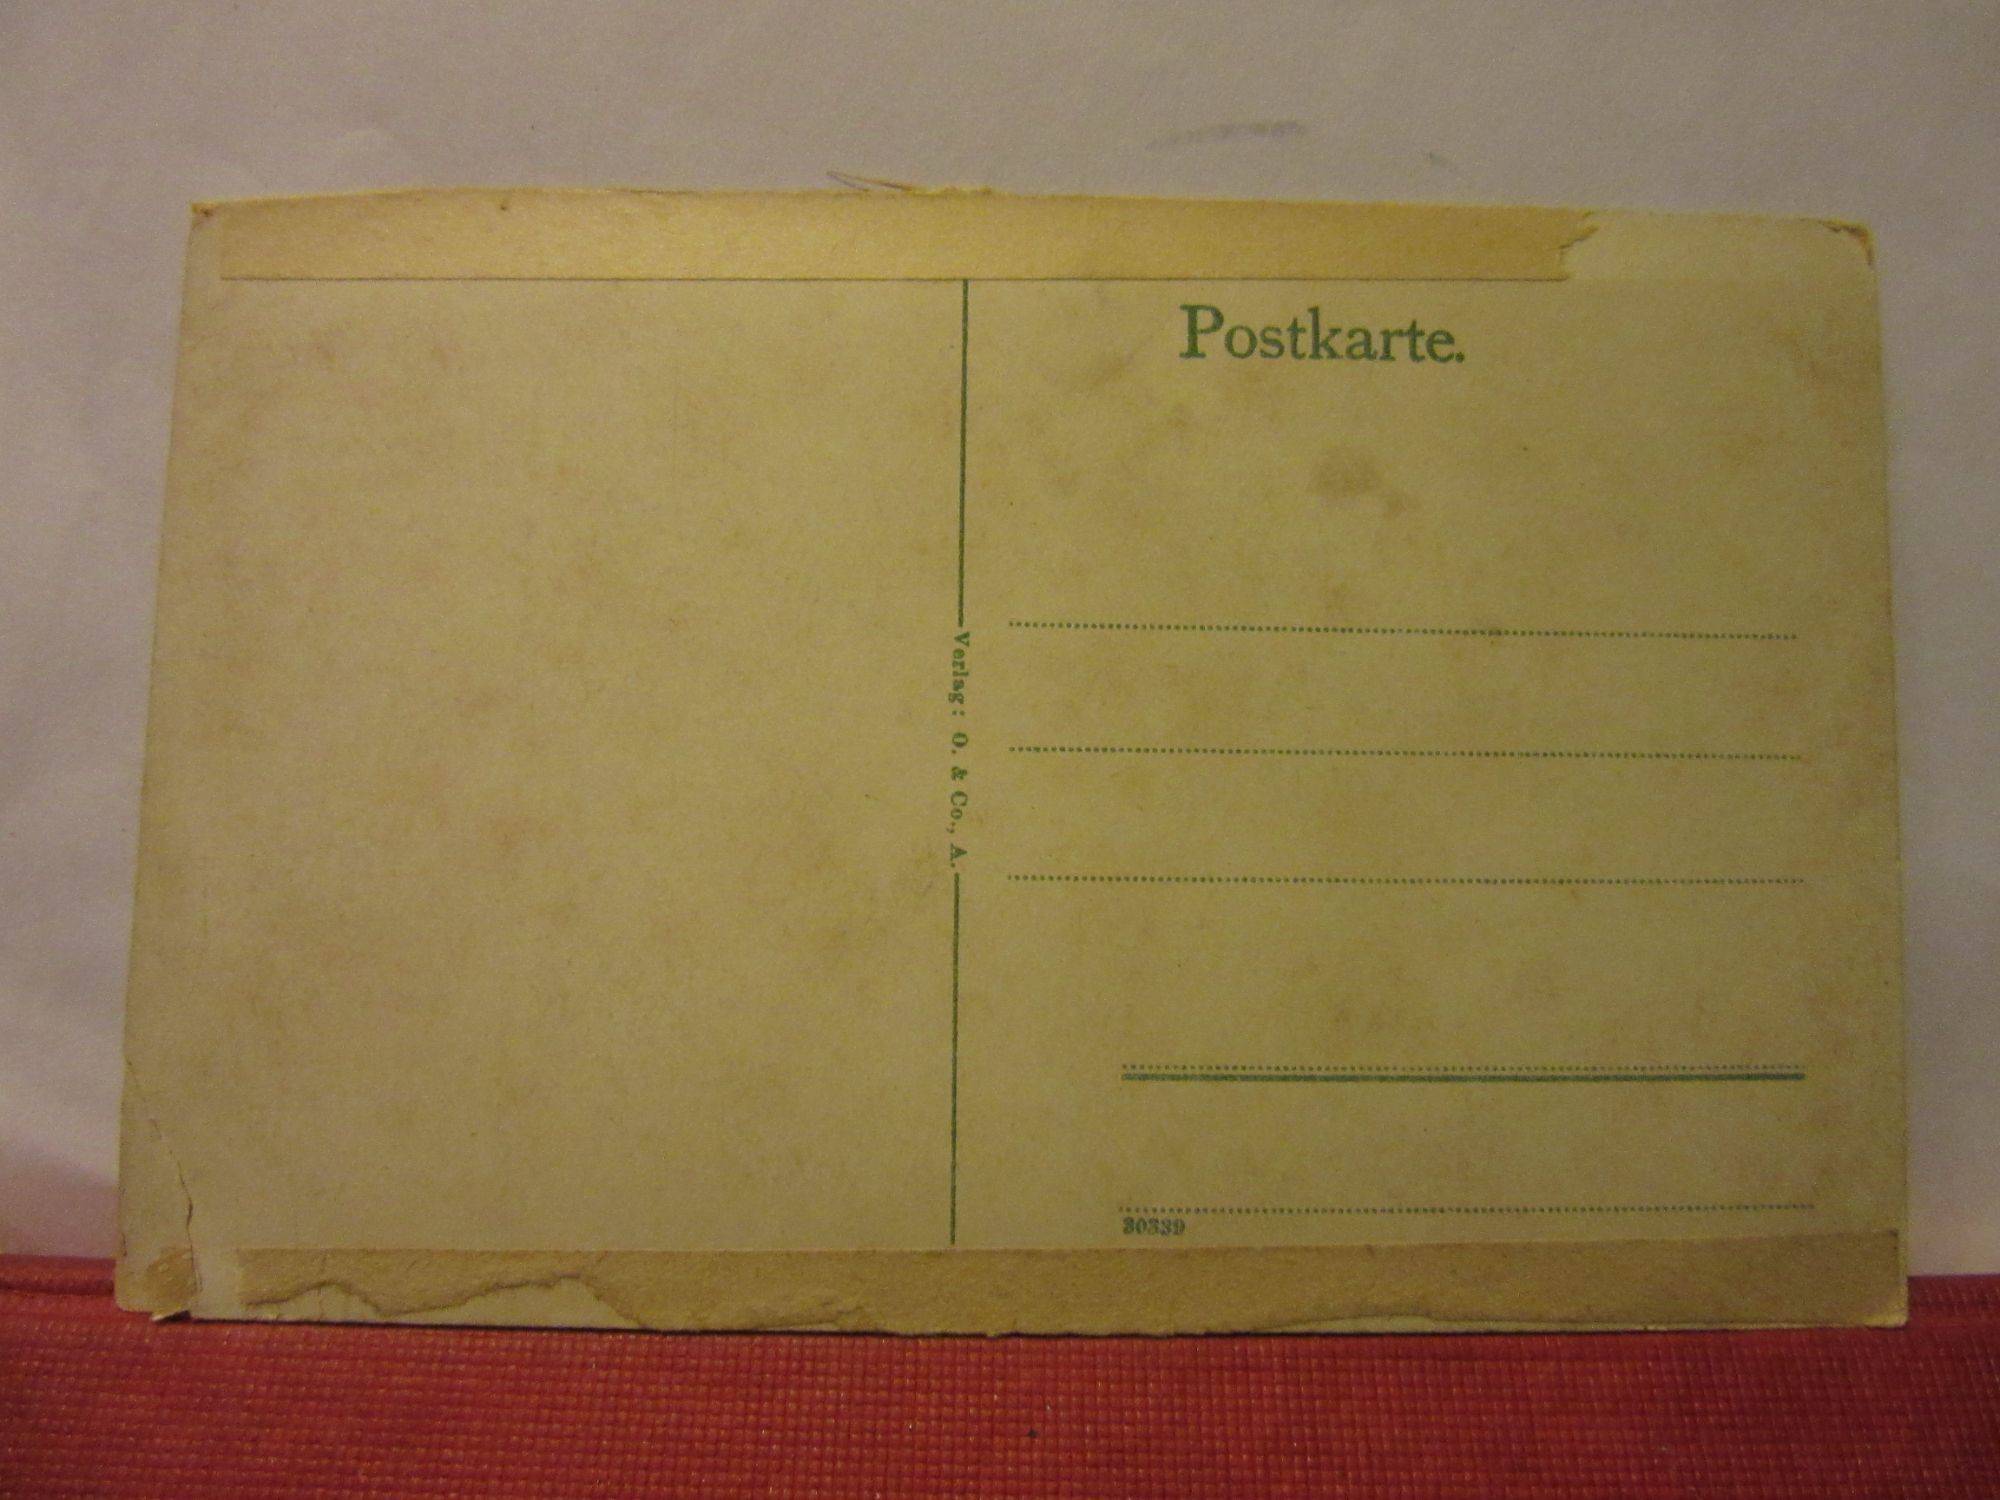 Postkarte.
Verlag: O. & Co., A.
30339